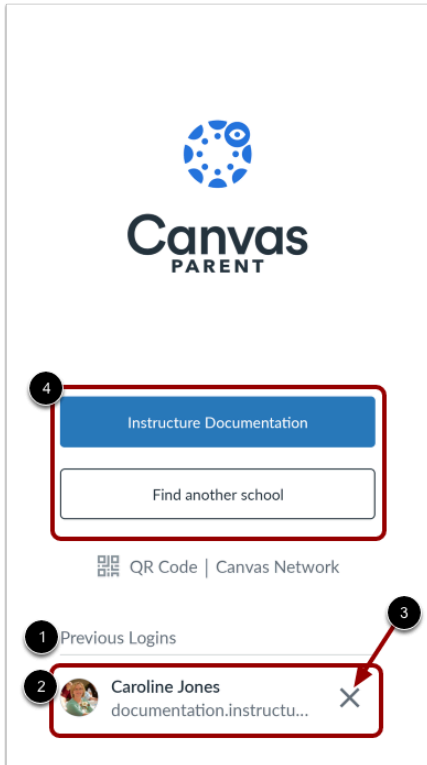 Canvas
PARENT
4
Instructure Documentation
Find another school
QR Code | Canvas Network
3
1 Previous Logins
2
Caroline Jones
documentation.instructu...